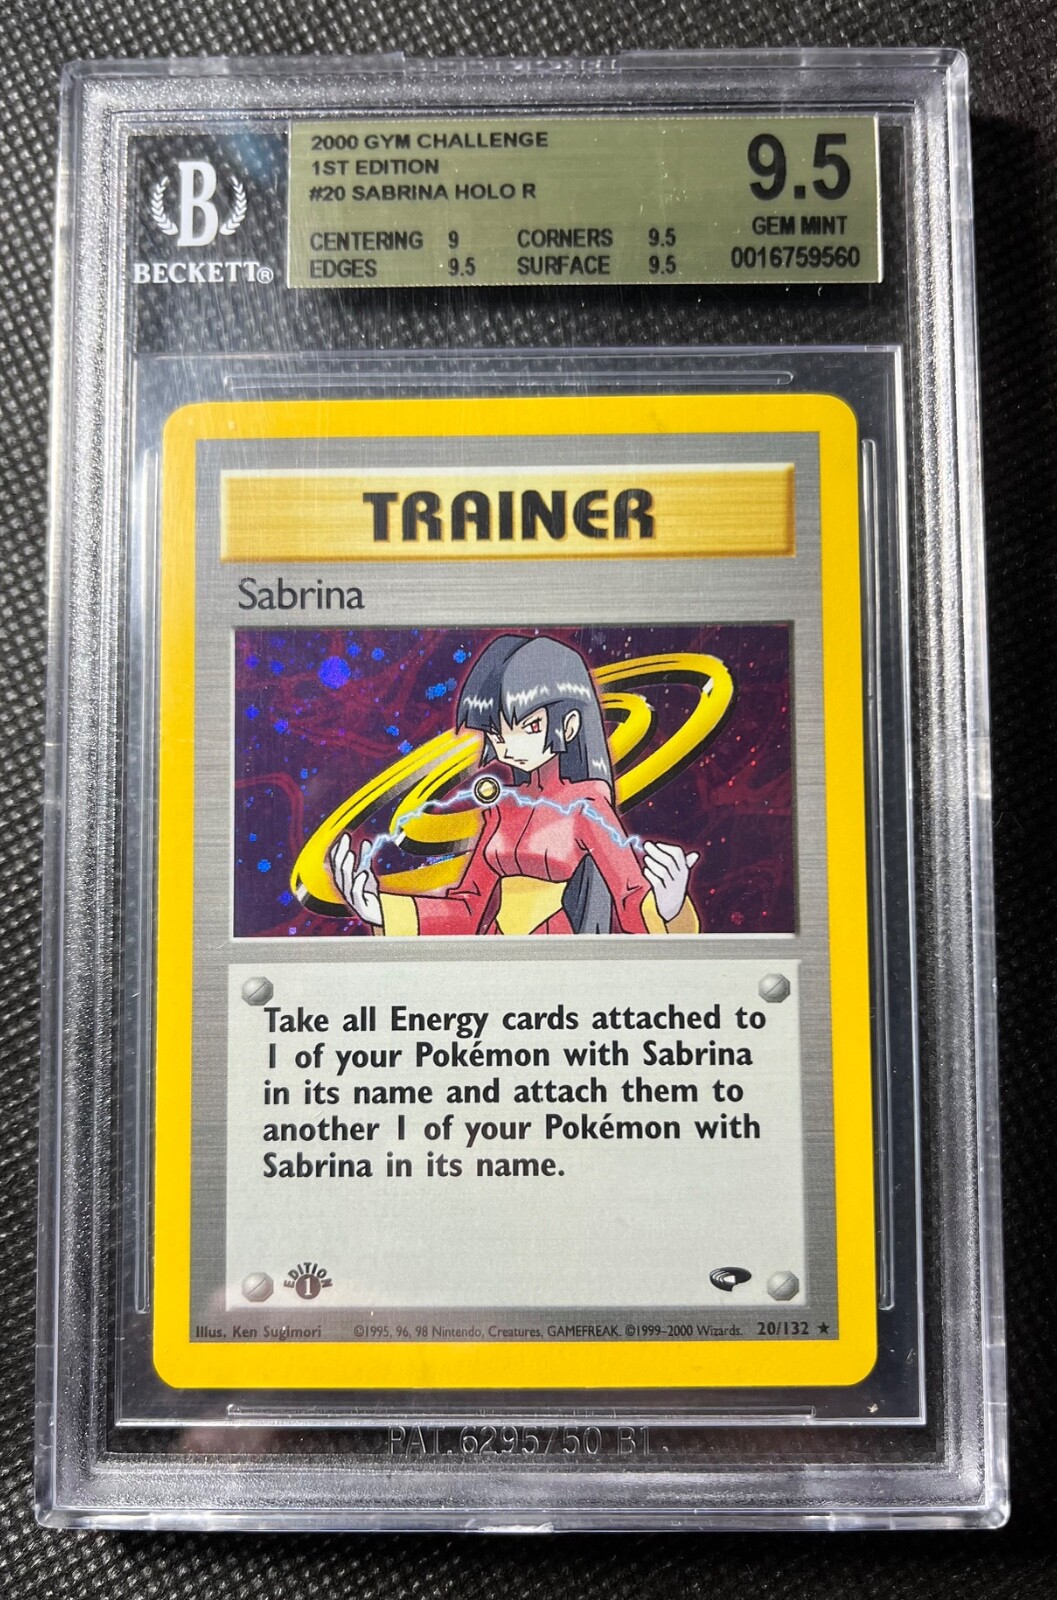 2000 GYM CHALLENGE
1ST EDITION
#20 SABRINA HOLO R
CENTERING 9 CORNERS 9.5
EDGES 9.5 SURFACE 9.5
9.5
GEM MINT
0016759560
B
BECKETT®
TRAINER
Sabrina
Take all Energy cards attached to
1 of your Pokémon with Sabrina
in its name and attach them to
another 1 of your Pokémon with
Sabrina in its name.
EDITION
1
Illus. Ken Sugimori ©1995, 96, 98 Nintendo, Creatures, GAMEFREAK. ©1999–2000 Wizards. 20/132 ★
PAT. 6295750 B1.